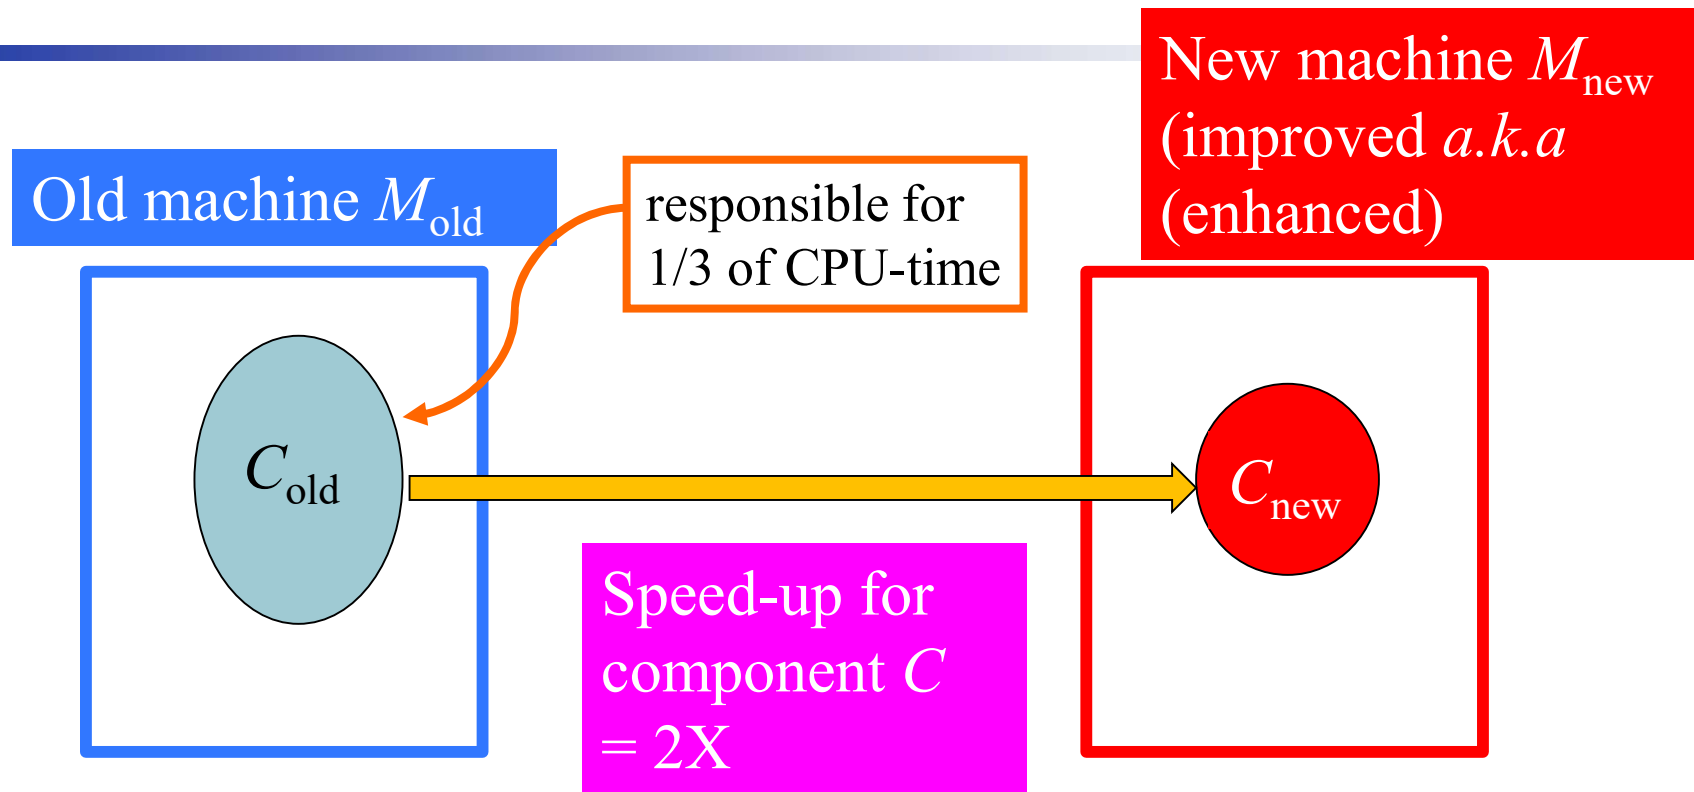 New machine Mnew
(improved a.k.a
(enhanced)
Old machine Mold
responsible for
1/3 of CPU-time
Cold
Cnew
Speed-up for
component C
= 2X